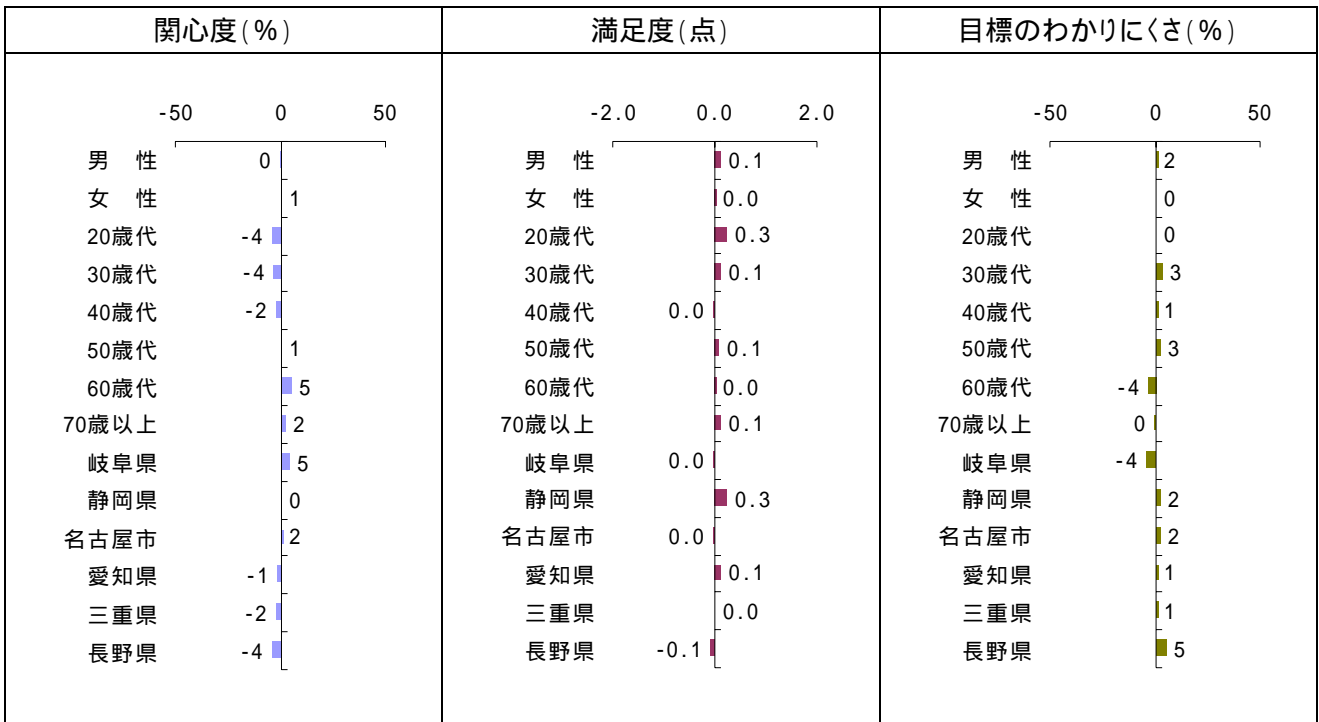 関心度(%)
満足度(点)
目標のわかりにくさ(%)
-50 0 50
男 性 0
女 性 1
20歳代 -4
30歳代 -4
40歳代 -2
50歳代 1
60歳代 5
70歳以上 2
岐阜県 5
静岡県 0
名古屋市 2
愛知県 -1
三重県 -2
長野県 -4
-2.0 0.0 2.0
男 性 0.1
女 性 0.0
20歳代 0.3
30歳代 0.1
40歳代 0.0
50歳代 0.1
60歳代 0.0
70歳以上 0.1
岐阜県 0.0
静岡県 0.3
名古屋市 0.0
愛知県 0.1
三重県 0.0
長野県 -0.1
-50 0 50
男 性 2
女 性 0
20歳代 0
30歳代 3
40歳代 1
50歳代 3
60歳代 -4
70歳以上 0
岐阜県 -4
静岡県 2
名古屋市 2
愛知県 1
三重県 1
長野県 5